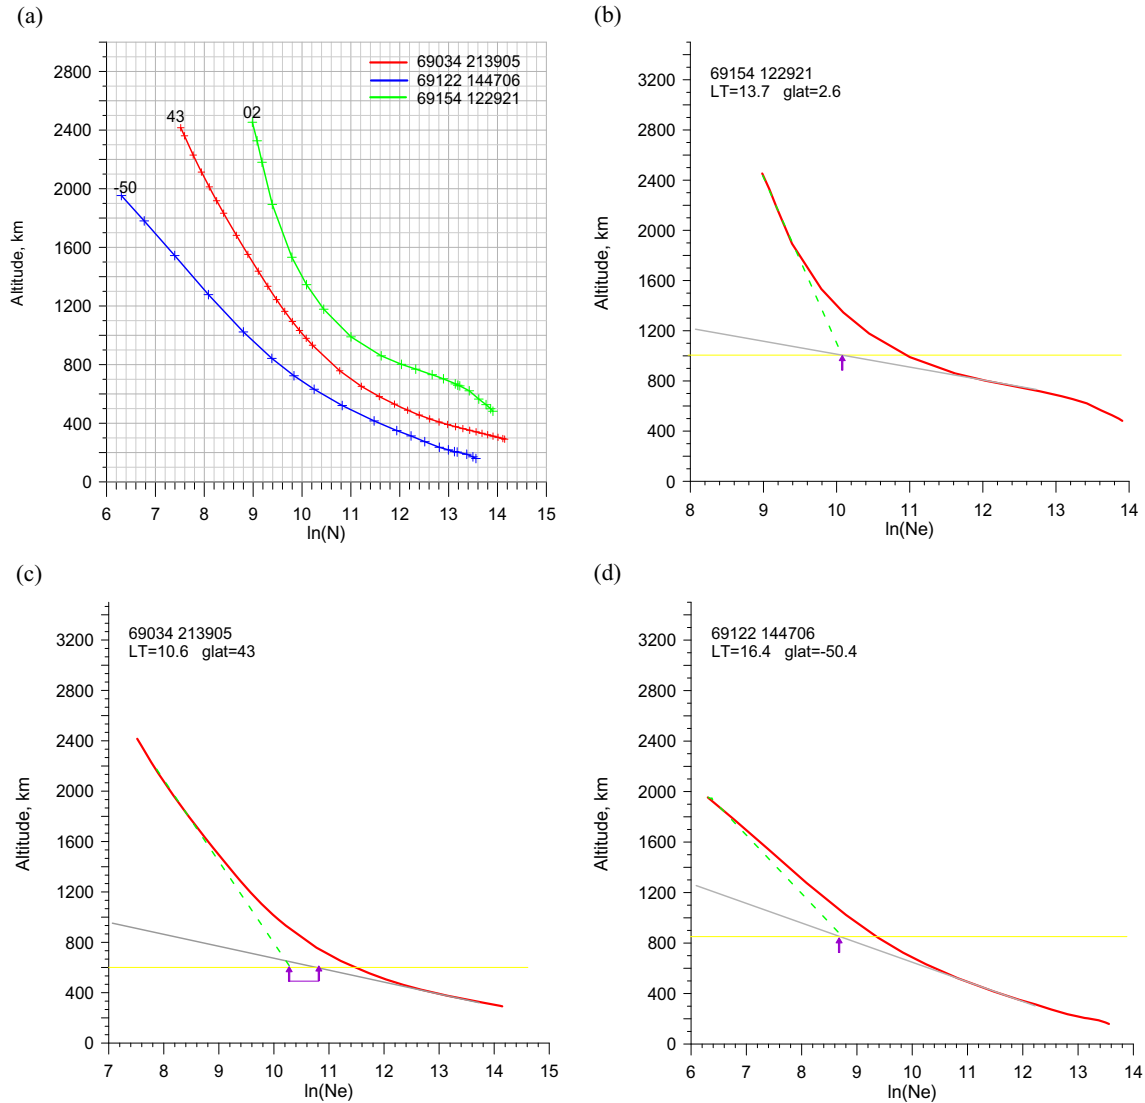 (a)
69034 213905
69122 144706
69154 122921
43
02
-50
2800
2400
2000
1600
1200
800
400
0
Altitude, km
6 7 8 9 10 11 12 13 14 15
ln(N)
(b)
69154 122921
LT=13.7 glat=2.6
3200
2800
2400
2000
1600
1200
800
400
0
Altitude, km
8 9 10 11 12 13 14
ln(Ne)
(c)
69034 213905
LT=10.6 glat=43
3200
2800
2400
2000
1600
1200
800
400
0
Altitude, km
7 8 9 10 11 12 13 14 15
ln(Ne)
(d)
69122 144706
LT=16.4 glat=-50.4
3200
2800
2400
2000
1600
1200
800
400
0
Altitude, km
6 7 8 9 10 11 12 13 14
ln(Ne)